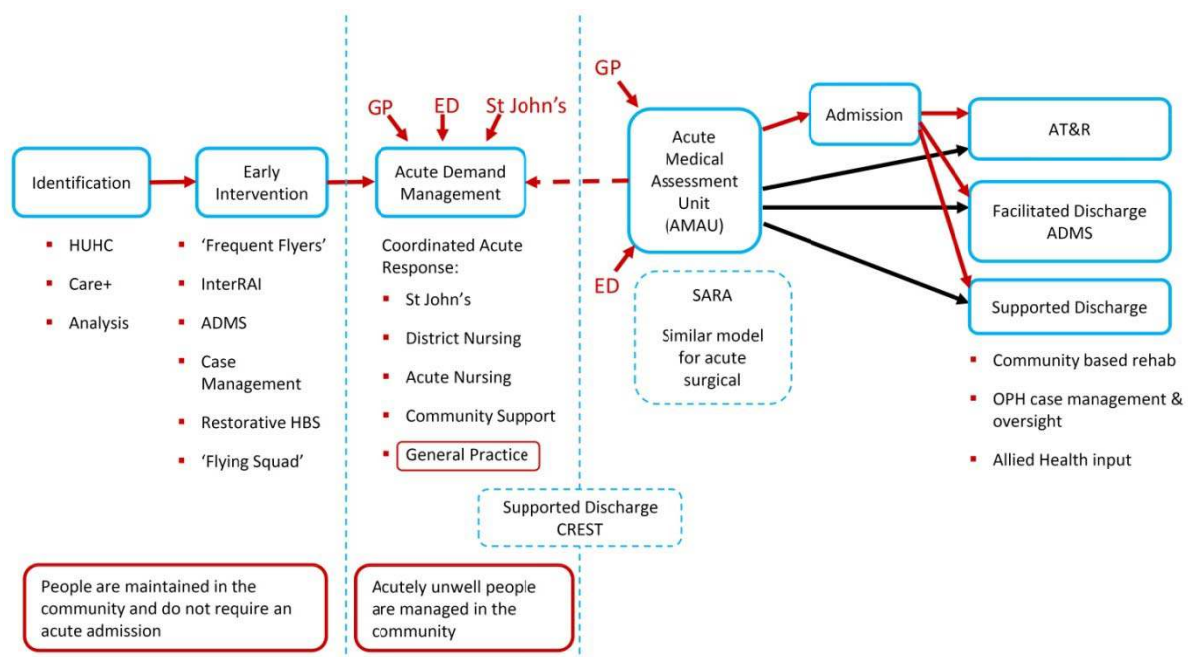 Identification
HUHC
Care+
Analysis
Early
Intervention
‘Frequent Flyers’
InterRAI
ADMS
Case
Management
Restorative HBS
‘Flying Squad’
People are maintained in the
community and do not require an
acute admission
GP
ED
St John’s
Acute Demand
Management
Coordinated Acute
Response:
St John’s
District Nursing
Acute Nursing
Community Support
General Practice
Supported Discharge
CREST
Acutely unwell people
are managed in the
community
GP
Acute
Medical
Assessment
Unit
(AMAU)
ED
SARA
Similar model
for acute
surgical
Admission
AT&R
Facilitated Discharge
ADMS
Supported Discharge
Community based rehab
OPH case management &
oversight
Allied Health input